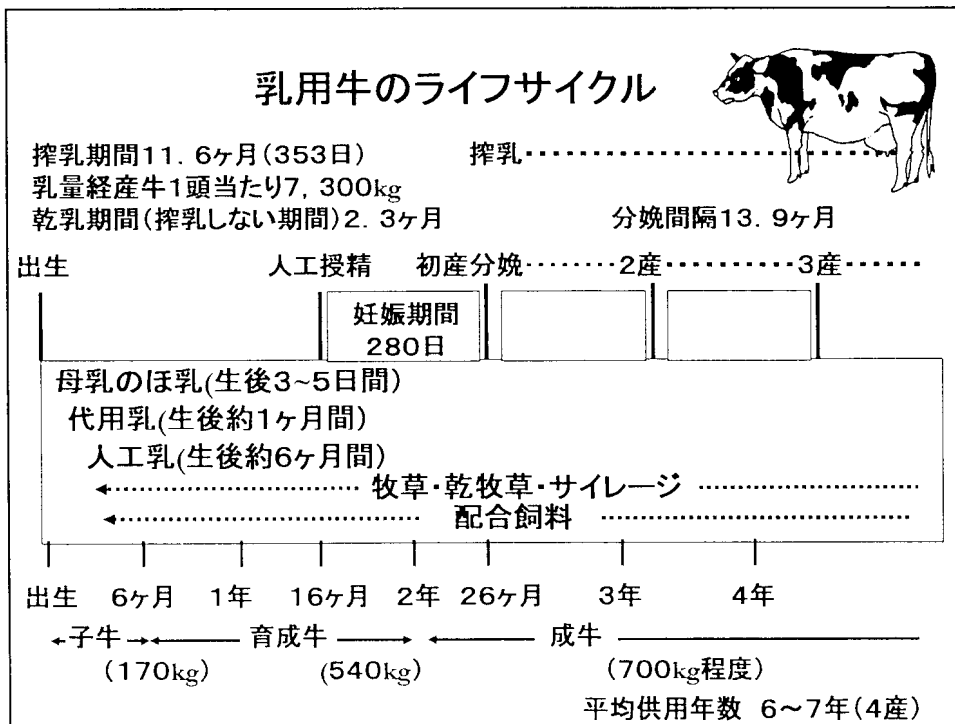 乳用牛のライフサイクル
搾乳期間11.6ヶ月(353日) 搾乳
乳量経産牛1頭当たり7,300kg
乾乳期間(搾乳しない期間)2.3ヶ月 分娩間隔13.9ヶ月
出生 人工授精 初産分娩 2産 3産
妊娠期間
280日
母乳のほ乳(生後3~5日間)
代用乳(生後約1ヶ月間)
人工乳(生後約6ヶ月間)
牧草・乾牧草・サイレージ
配合飼料
出生 6ヶ月 1年 16ヶ月 2年 26ヶ月 3年 4年
子牛 育成牛 成牛
(170kg) (540kg) (700kg程度)
平均供用年数 6~7年(4産)